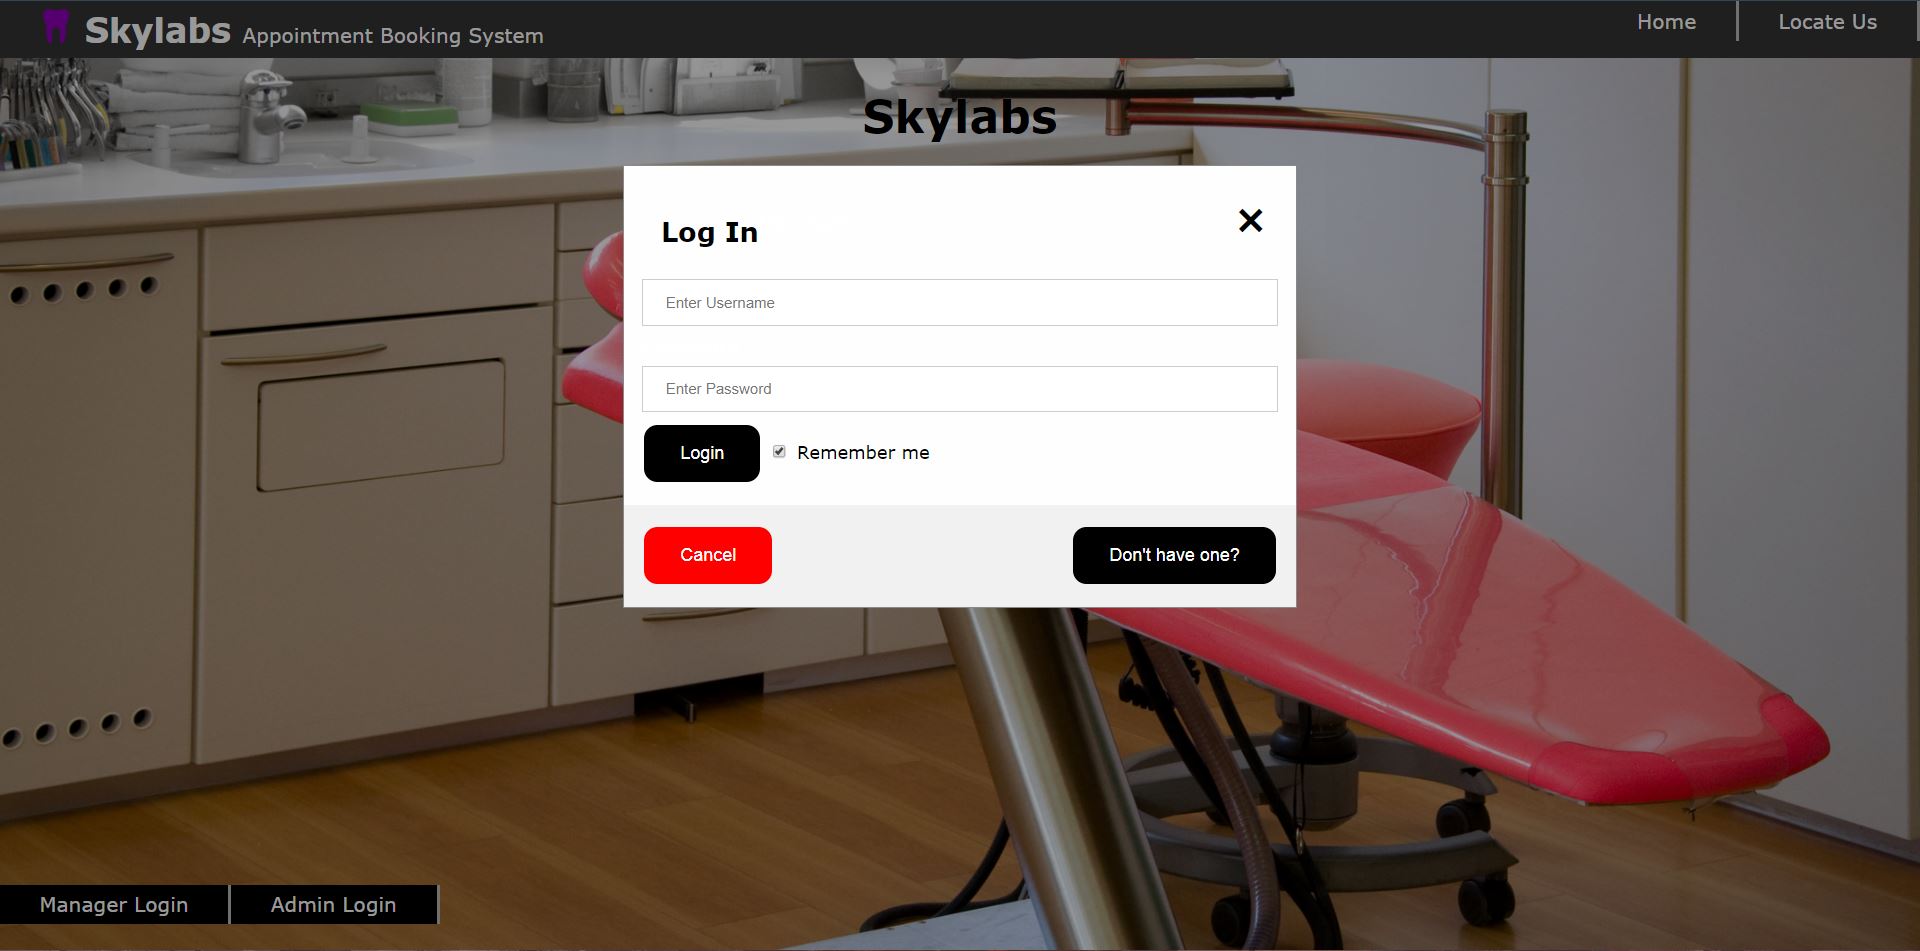 Skylabs Appointment Booking System
Home
Locate Us
Skylabs
Log In
×
Enter Username
Enter Password
Login
Remember me
Cancel
Don't have one?
Manager Login
Admin Login